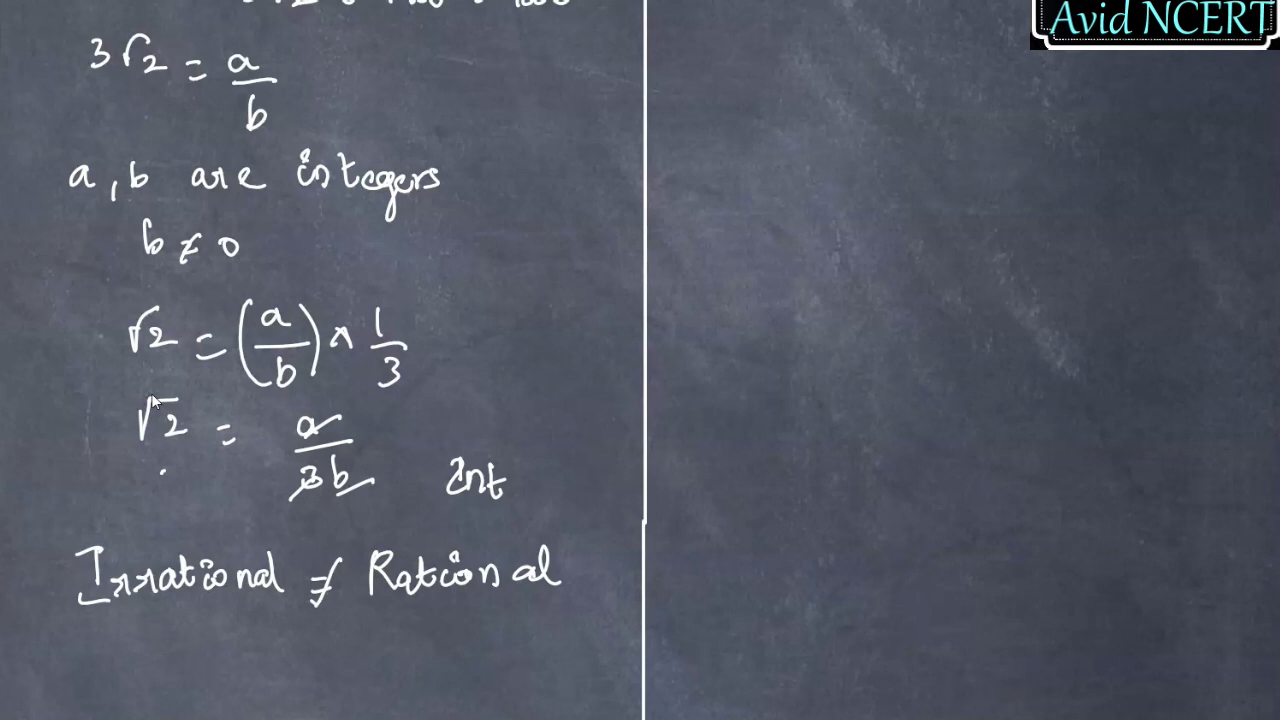 Avid NCERT
3√2 = a/b
a, b are integers
b ≠ 0
√2 = (a/b) × 1/3
√2 = a/3b Int
Irrational ≠ Rational